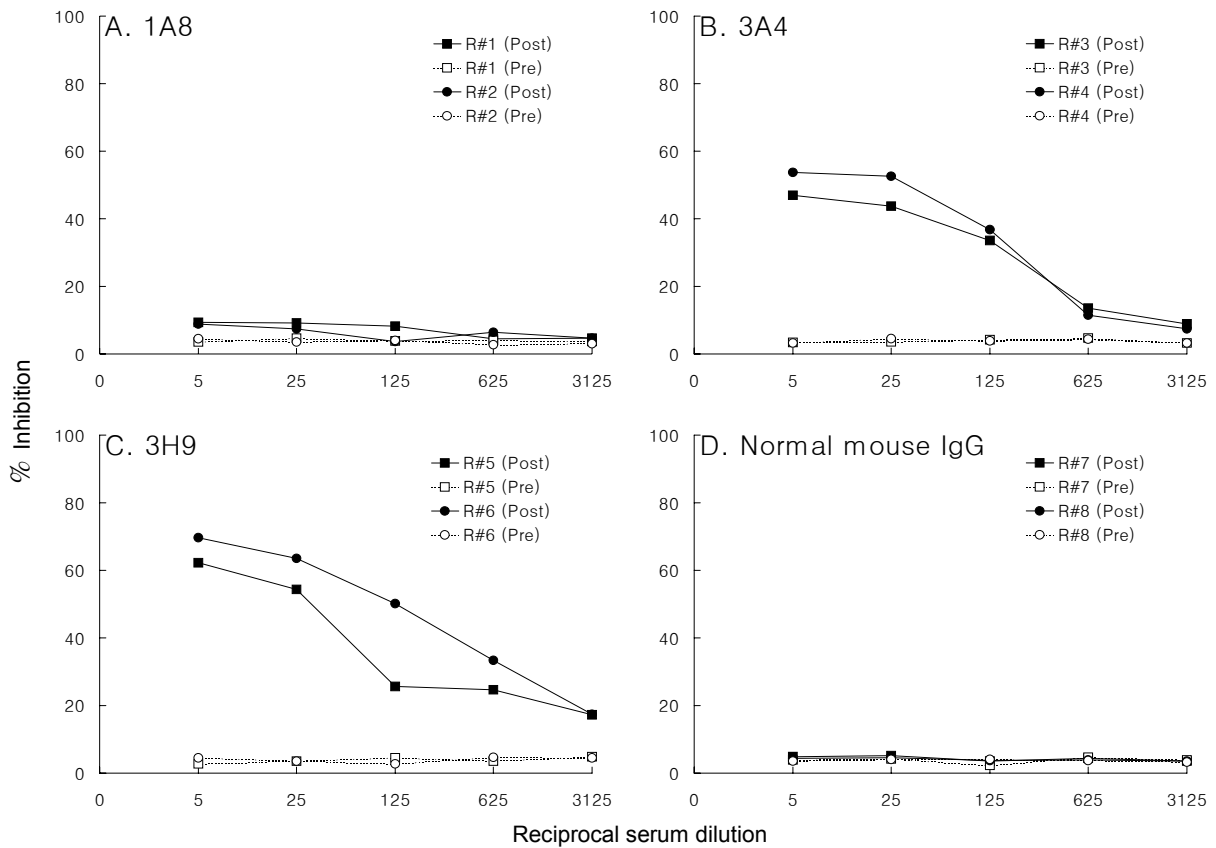 A. 1A8
R#1 (Post)
R#1 (Pre)
R#2 (Post)
R#2 (Pre)
100
80
60
40
20
0
0 5 25 125 625 3125
B. 3A4
R#3 (Post)
R#3 (Pre)
R#4 (Post)
R#4 (Pre)
100
80
60
40
20
0
0 5 25 125 625 3125
% Inhibition
C. 3H9
R#5 (Post)
R#5 (Pre)
R#6 (Post)
R#6 (Pre)
100
80
60
40
20
0
0 5 25 125 625 3125
D. Normal mouse IgG
R#7 (Post)
R#7 (Pre)
R#8 (Post)
R#8 (Pre)
100
80
60
40
20
0
0 5 25 125 625 3125
Reciprocal serum dilution